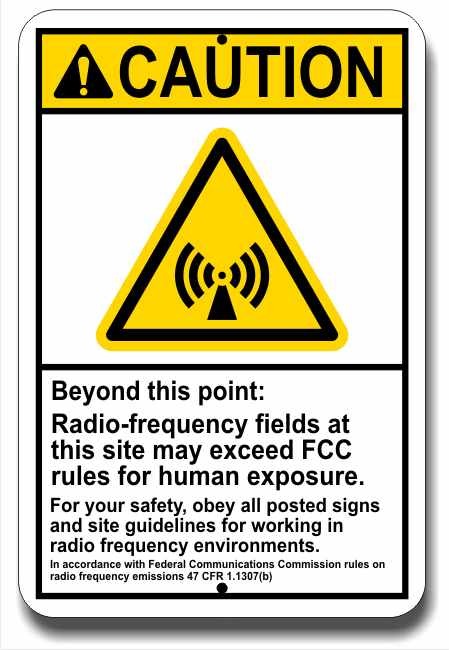 CAUTION
Beyond this point:
Radio-frequency fields at
this site may exceed FCC
rules for human exposure.
For your safety, obey all posted signs
and site guidelines for working in
radio frequency environments.
In accordance with Federal Communications Commission rules on
radio frequency emissions 47 CFR 1.1307(b)